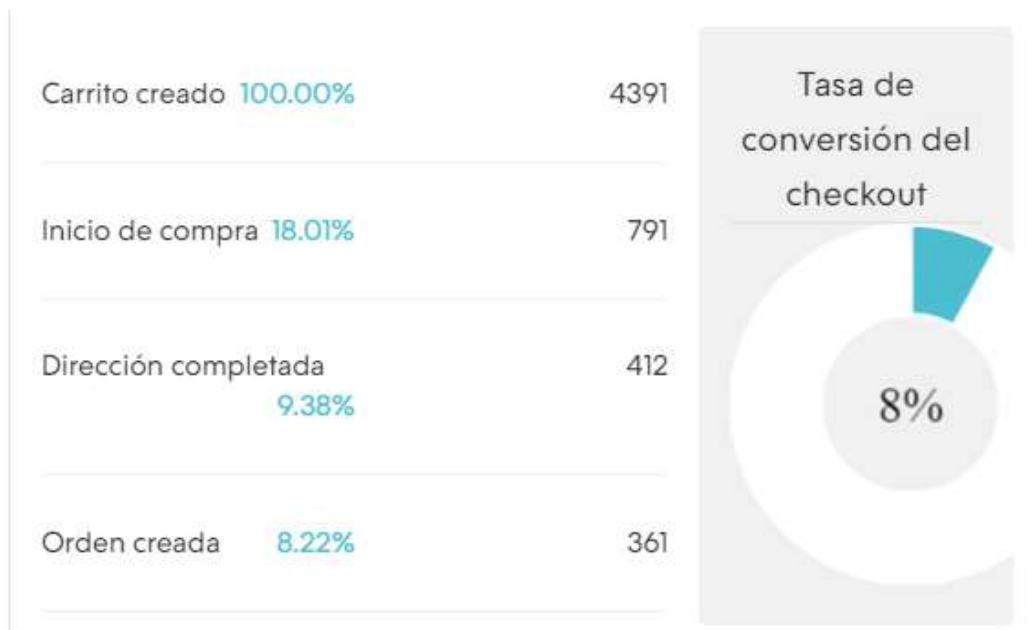 Carrito creado 100.00% 4391
Inicio de compra 18.01% 791
Dirección completada 412
9.38%
Orden creada 8.22% 361
Tasa de
conversión del
checkout
8%